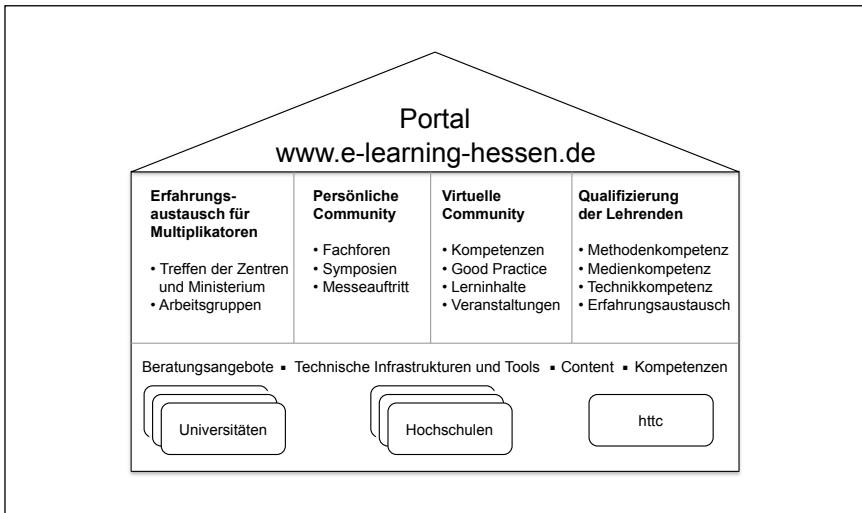 Portal
www.e-learning-hessen.de
Erfahrungs-
austausch für
Multiplikatoren
• Treffen der Zentren
und Ministerium
• Arbeitsgruppen
Persönliche
Community
• Fachforen
• Symposien
• Messeauftritt
Virtuelle
Community
• Kompetenzen
• Good Practice
• Lerninhalte
• Veranstaltungen
Qualifizierung
der Lehrenden
• Methodenkompetenz
• Medienkompetenz
• Technikkompetenz
• Erfahrungsaustausch
Beratungsangebote ▪ Technische Infrastrukturen und Tools ▪ Content ▪ Kompetenzen
Universitäten
Hochschulen
httc